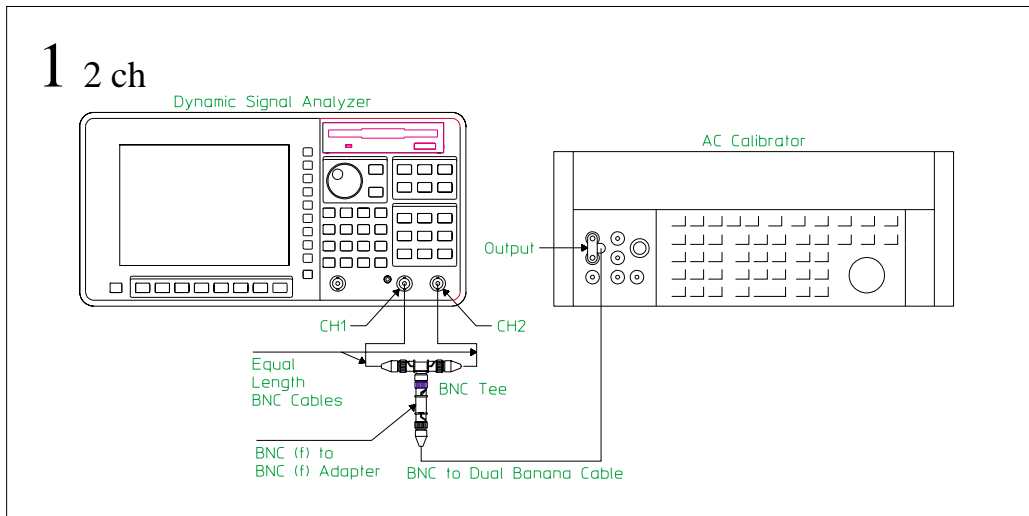 1 2 ch
Dynamic Signal Analyzer
AC Calibrator
Output
CH1
CH2
Equal
Length
BNC Cables
BNC Tee
BNC (f) to
BNC (f) Adapter
BNC to Dual Banana Cable